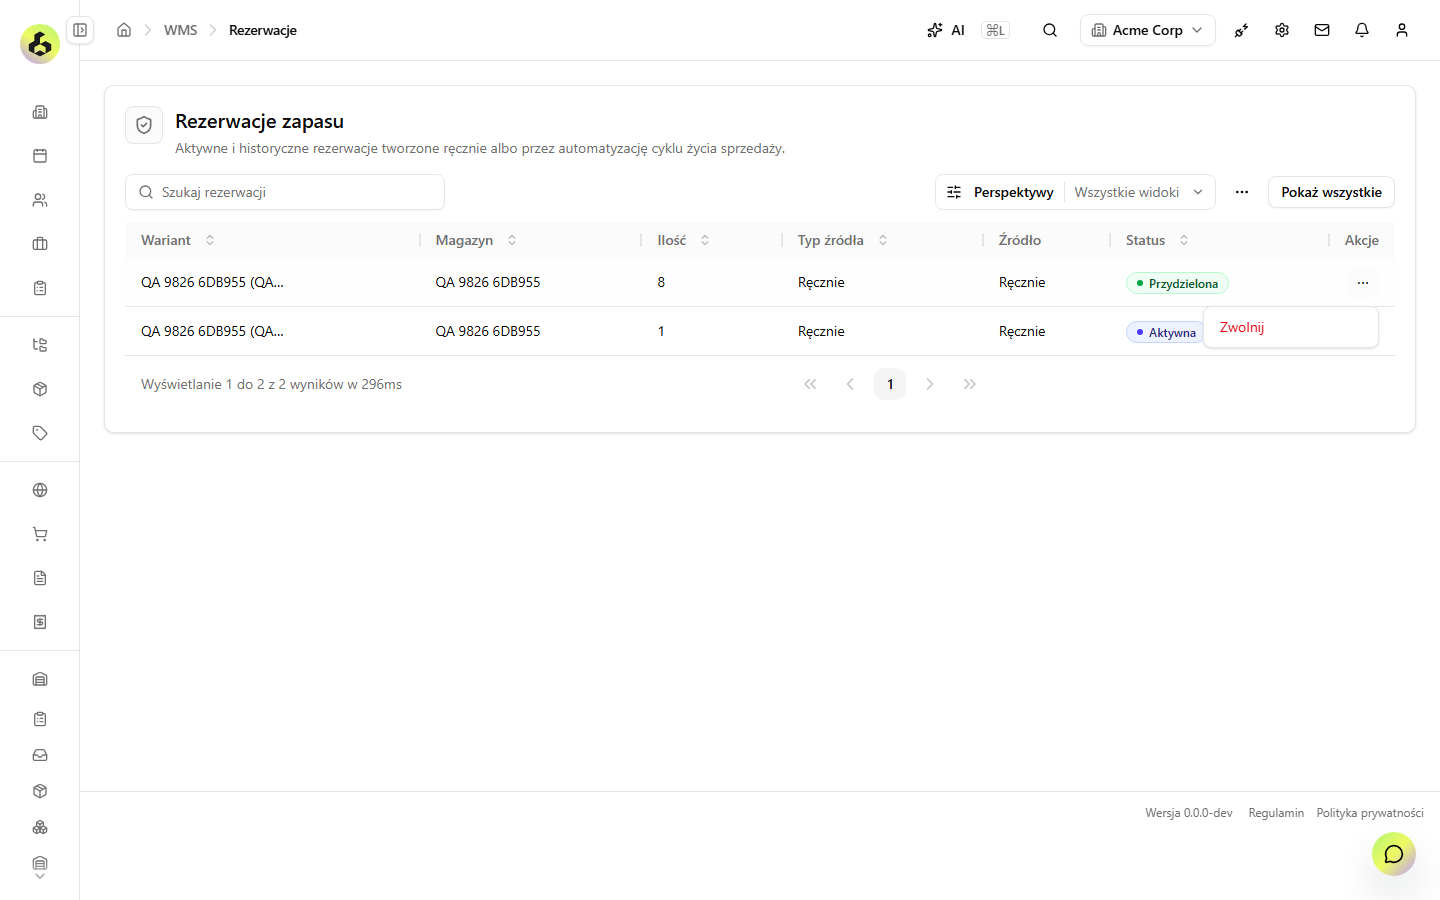 WMS
Rezerwacje
AI
⌘L
Acme Corp
Rezerwacje zapasu
Aktywne i historyczne rezerwacje tworzone ręcznie albo przez automatyzację cyklu życia sprzedaży.
Szukaj rezerwacji
Perspektywy
Wszystkie widoki
Pokaż wszystkie
Wariant Magazyn Ilość Typ źródła Źródło Status Akcje
QA 9826 6DB955 (QA... QA 9826 6DB955 8 Ręcznie Ręcznie Przydzielona
QA 9826 6DB955 (QA... QA 9826 6DB955 1 Ręcznie Ręcznie Aktywna
Zwolnij
Wyświetlanie 1 do 2 z 2 wyników w 296ms
1
Wersja 0.0.0-dev Regulamin Polityka prywatności